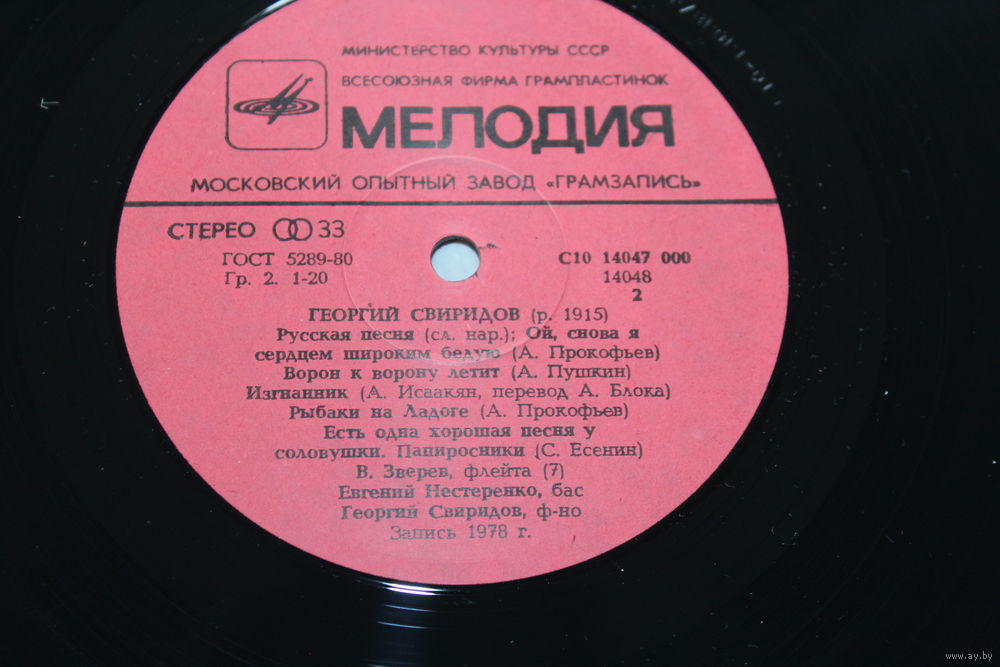 МИНИСТЕРСТВО КУЛЬТУРЫ СССР
ВСЕСОЮЗНАЯ ФИРМА ГРАМПЛАСТИНОК
МЕЛОДИЯ
МОСКОВСКИЙ ОПЫТНЫЙ ЗАВОД «ГРАМЗАПИСЬ»
СТЕРЕО 33
ГОСТ 5289-80
Гр. 2. 1-20
С10 14047 000
14048
2
ГЕОРГИЙ СВИРИДОВ (р. 1915)
Русская песня (сл. нар.); Ой, снова я
сердцем широким бедую (А. Прокофьев)
Ворон к ворону летит (А. Пушкин)
Изгнанник (А. Исаакян, перевод А. Блока)
Рыбаки на Ладоге (А. Прокофьев)
Есть одна хорошая песня у
соловушки. Папиросники (С. Есенин)
В. Зверев, флейта (7)
Евгений Нестеренко, бас
Георгий Свиридов, ф-но
Запись 1978 г.
www.ay.by